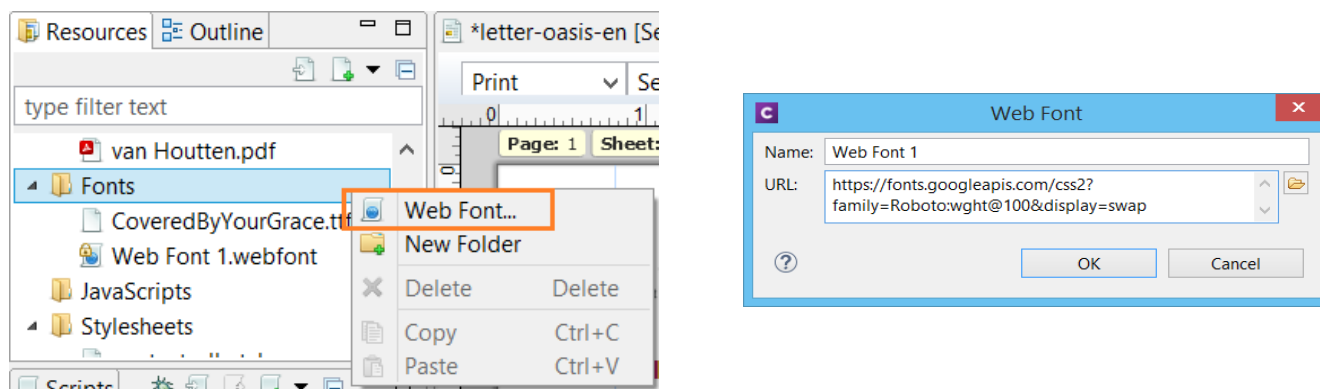 Resources Outline
*letter-oasis-en [Se
Print Se
type filter text
0 1
Page: 1 Sheet:
0
van Houtten.pdf
Fonts
CoveredByYourGrace.ttf
Web Font 1.webfont
JavaScripts
Stylesheets
Scripts
Web Font...
New Folder
Delete Delete
Copy Ctrl+C
Paste Ctrl+V
Web Font
Name: Web Font 1
URL: https://fonts.googleapis.com/css2?
family=Roboto:wght@100&display=swap
OK Cancel